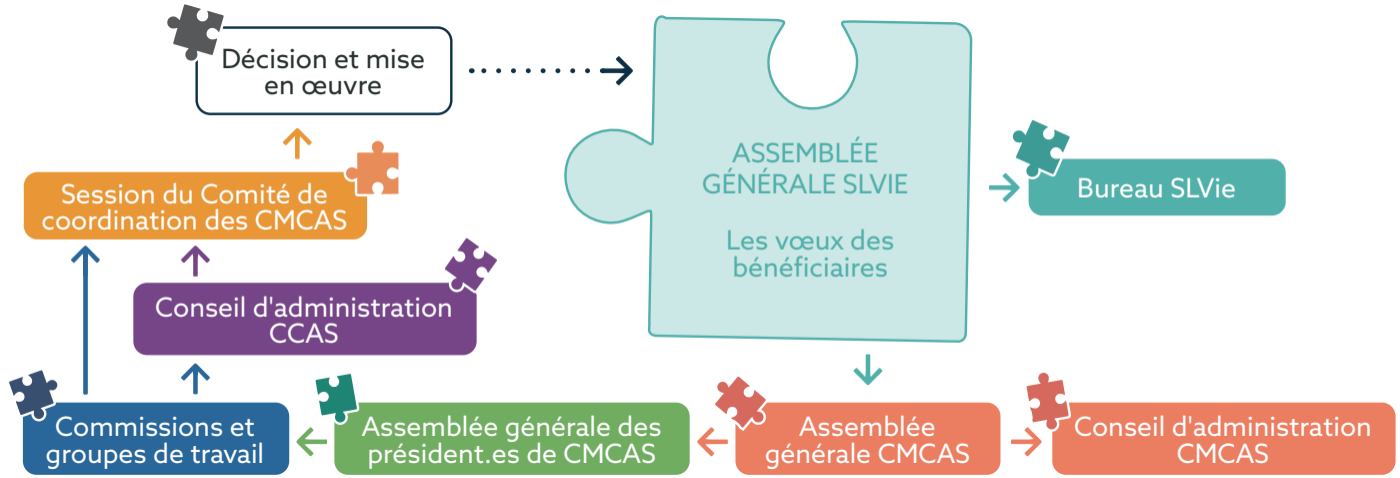 Décision et mise
en œuvre
ASSEMBLÉE
GÉNÉRALE SLVIE
Les vœux des
bénéficiaires
Bureau SLVie
Session du Comité de
coordination des CMCAS
Conseil d'administration
CCAS
Commissions et
groupes de travail
Assemblée générale des
président.es de CMCAS
Assemblée
générale CMCAS
Conseil d'administration
CMCAS